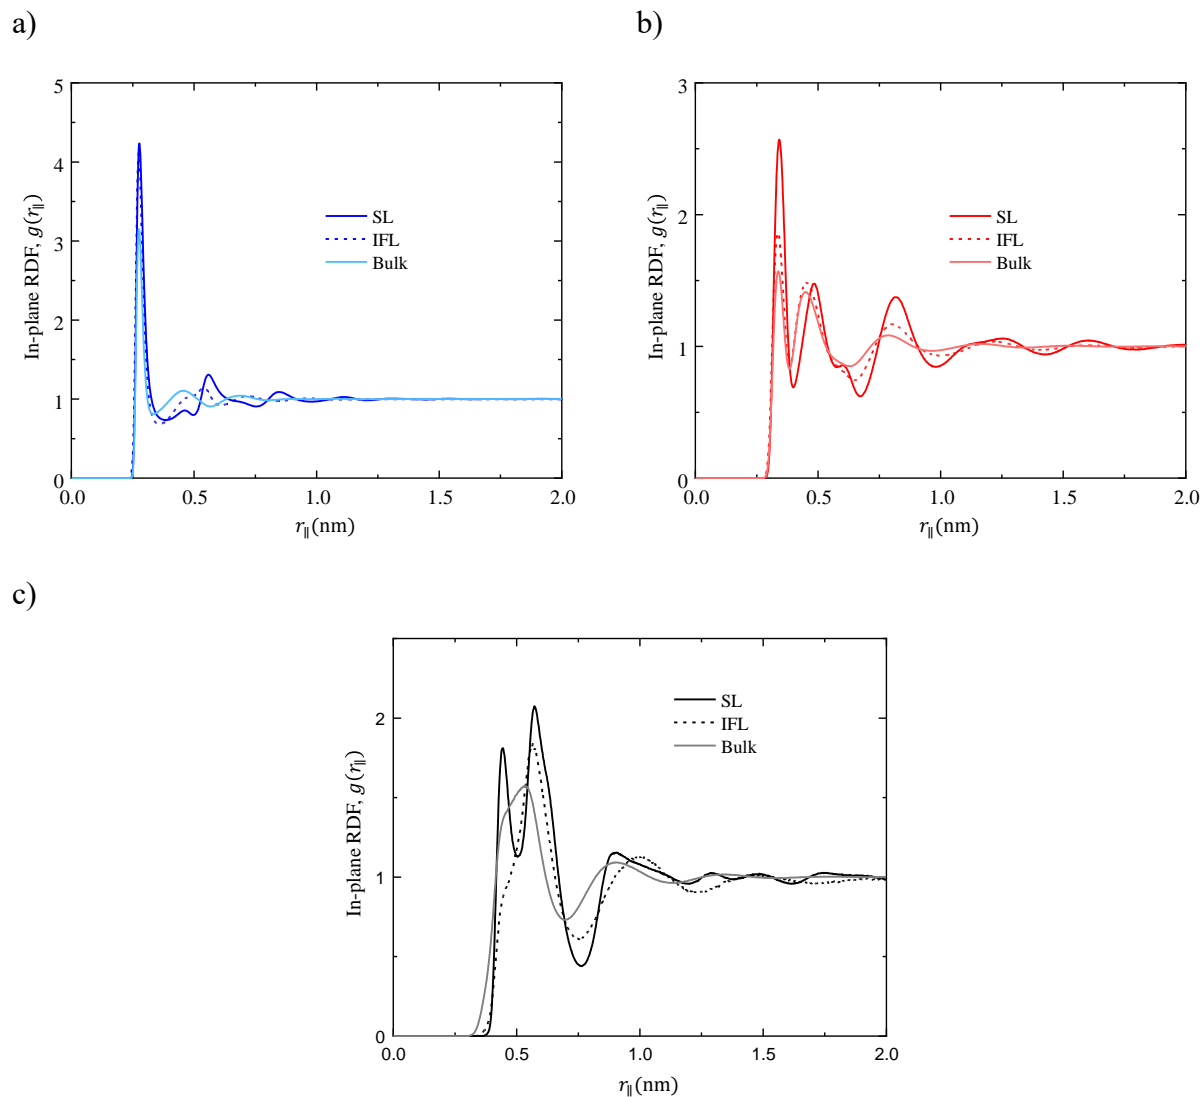 a)
5
4
3
2
1
0
In-plane RDF, g(r∥)
SL
IFL
Bulk
0.0 0.5 1.0 1.5 2.0
r∥(nm)
b)
3
2
1
0
In-plane RDF, g(r∥)
SL
IFL
Bulk
0.0 0.5 1.0 1.5 2.0
r∥(nm)
c)
2
1
0
In-plane RDF, g(r∥)
SL
IFL
Bulk
0.0 0.5 1.0 1.5 2.0
r∥(nm)